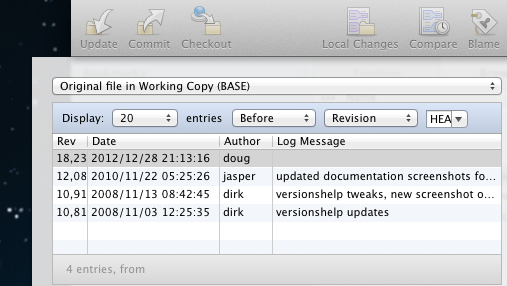 Update Commit Checkout Local Changes Compare Blame
Original file in Working Copy (BASE)
Display: 20 entries Before Revision HEA
Rev Date Author Log Message
18,23 2012/12/28 21:13:16 doug
12,08 2010/11/22 05:25:26 jasper updated documentation screenshots fo...
10,91 2008/11/13 08:42:45 dirk versionshelp tweaks, new screenshot o...
10,81 2008/11/03 12:25:35 dirk versionshelp updates
4 entries, from